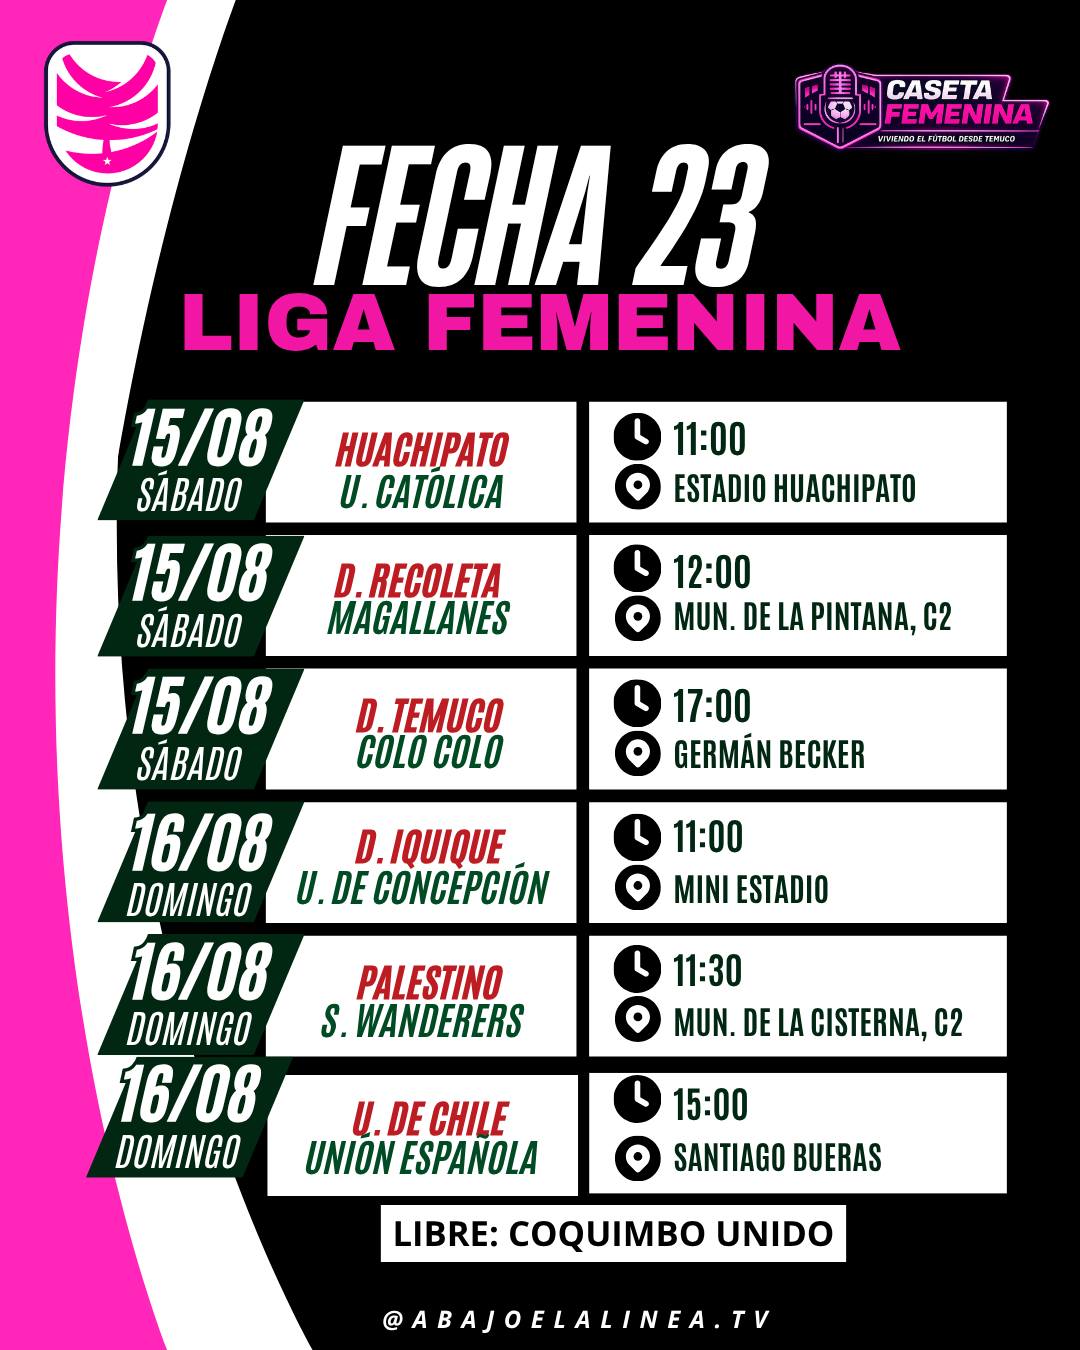 CASETA
FEMENINA
VIVIENDO EL FÚTBOL DESDE TEMUCO
FECHA 23
LIGA FEMENINA
15/08
SÁBADO
HUACHIPATO
U. CATÓLICA
11:00
ESTADIO HUACHIPATO
15/08
SÁBADO
D. RECOLETA
MAGALLANES
12:00
MUN. DE LA PINTANA, C2
15/08
SÁBADO
D. TEMUCO
COLO COLO
17:00
GERMÁN BECKER
16/08
DOMINGO
D. IQUIQUE
U. DE CONCEPCIÓN
11:00
MINI ESTADIO
16/08
DOMINGO
PALESTINO
S. WANDERERS
11:30
MUN. DE LA CISTERNA, C2
16/08
DOMINGO
U. DE CHILE
UNIÓN ESPAÑOLA
15:00
SANTIAGO BUERAS
LIBRE: COQUIMBO UNIDO
@ABAJOELALINEA.TV